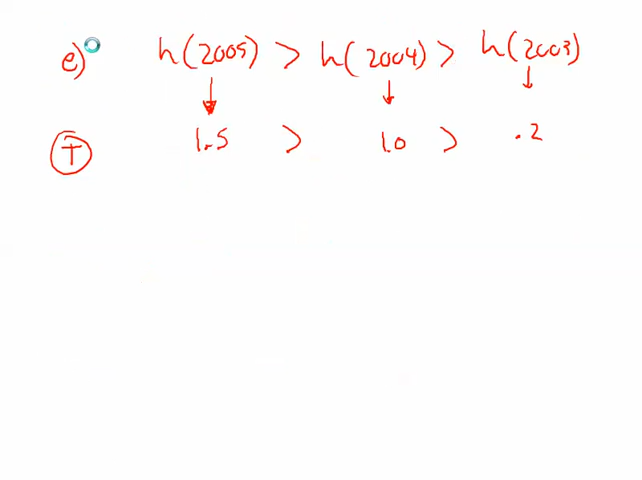 e) h(2005) > h(2004) > h(2003)
↓ ↓ ↓
T 1.5 > 1.0 > .2